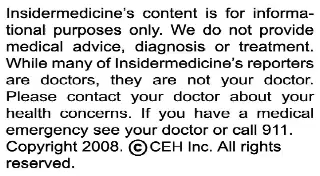 Insidermedicine's content is for informa-
tional purposes only. We do not provide
medical advice, diagnosis or treatment.
While many of Insidermedicine's reporters
are doctors, they are not your doctor.
Please contact your doctor about your
health concerns. If you have a medical
emergency see your doctor or call 911.
Copyright 2008. ©CEH Inc. All rights
reserved.